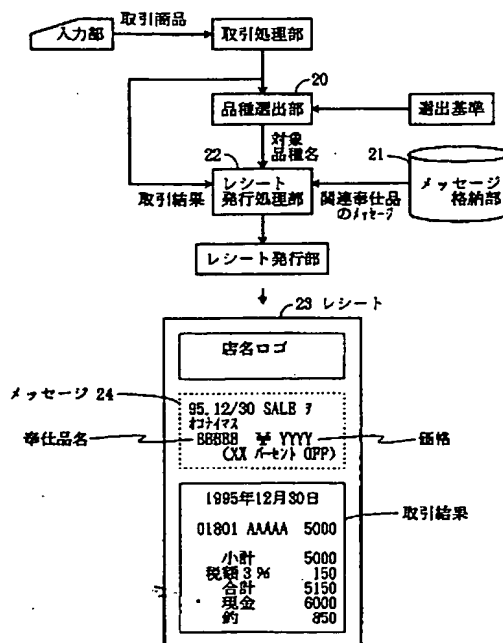 取引商品
入力部
取引処理部
20
品種選出部
選出基準
22
対象
品種名
21
レシート
発行処理部
メッセージ
格納部
取引結果
関連奉仕品
のメッセージ
レシート発行部
23 レシート
店名ロゴ
メッセージ 24
95.12/30 SALE ヲ
オコナイマス
奉仕品名
BBBBB ¥ YYYY
価格
(XX パーセント OFF)
1995年12月30日
取引結果
01801 AAAAA 5000
小計 5000
税額3% 150
合計 5150
現金 6000
釣 850